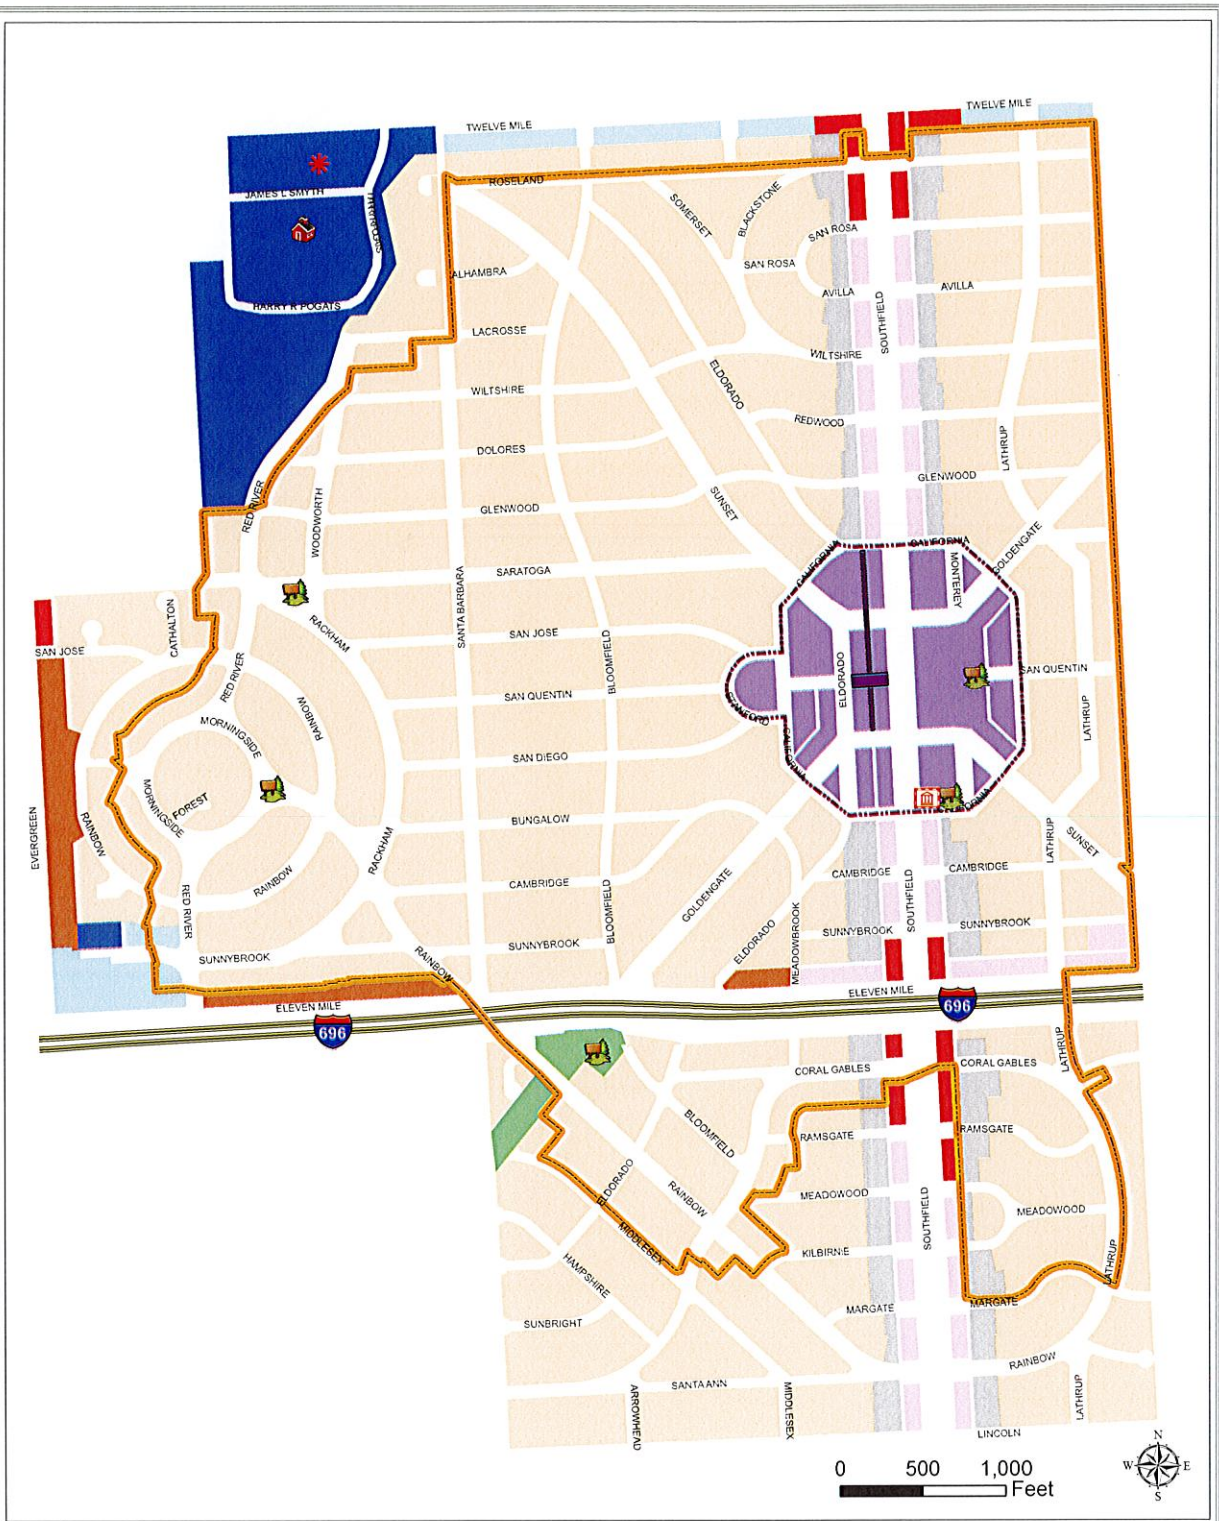 TWELVE MILE
TWELVE MILE
ROSELAND
JAMES L SMYTH
SOMERSET
BLACKSTONE
SAN ROSA
SAN ROSA
ALHAMBRA
AVILLA
AVILLA
HARRY R POGATS
SOUTHFIELD
LACROSSE
WILTSHIRE
WILTSHIRE
ELDORADO
REDWOOD
DOLORES
LATHRUP
GLENWOOD
GLENWOOD
RED RIVER
WOODWORTH
SUNSET
CALIFORNIA
CALIFORNIA
GOLDENGATE
MONTEREY
SARATOGA
SANTA BARBARA
CATHALTON
RACKHAM
SAN JOSE
SAN JOSE
BLOOMFIELD
RED RIVER
SAN QUENTIN
SAN QUENTIN
ELDORADO
STANFORD
LATHRUP
RAINBOW
MORNINGSIDE
SAN DIEGO
CALIFORNIA
MORNINGSIDE
FOREST
CALIFORNIA
EVERGREEN
RAINBOW
BUNGALOW
RACKHAM
LATHRUP
SUNSET
RAINBOW
CAMBRIDGE
CAMBRIDGE
CAMBRIDGE
GOLDENGATE
RED RIVER
BLOOMFIELD
SOUTHFIELD
SUNNYBROOK
SUNNYBROOK
SUNNYBROOK
SUNNYBROOK
ELDORADO
MEADOWBROOK
RAINBOW
ELEVEN MILE
ELEVEN MILE
696
696
CORAL GABLES
CORAL GABLES
LATHRUP
BLOOMFIELD
RAMSGATE
RAMSGATE
ELDORADO
RAINBOW
MEADOWOOD
MEADOWOOD
SOUTHFIELD
MIDDLESEX
KILBIRNIE
LATHRUP
HAMPSHIRE
MARGATE
MARGATE
SUNBRIGHT
RAINBOW
SANTA ANN
ARROWHEAD
MIDDLESEX
LATHRUP
LINCOLN
N
W E
S
0 500 1,000
Feet